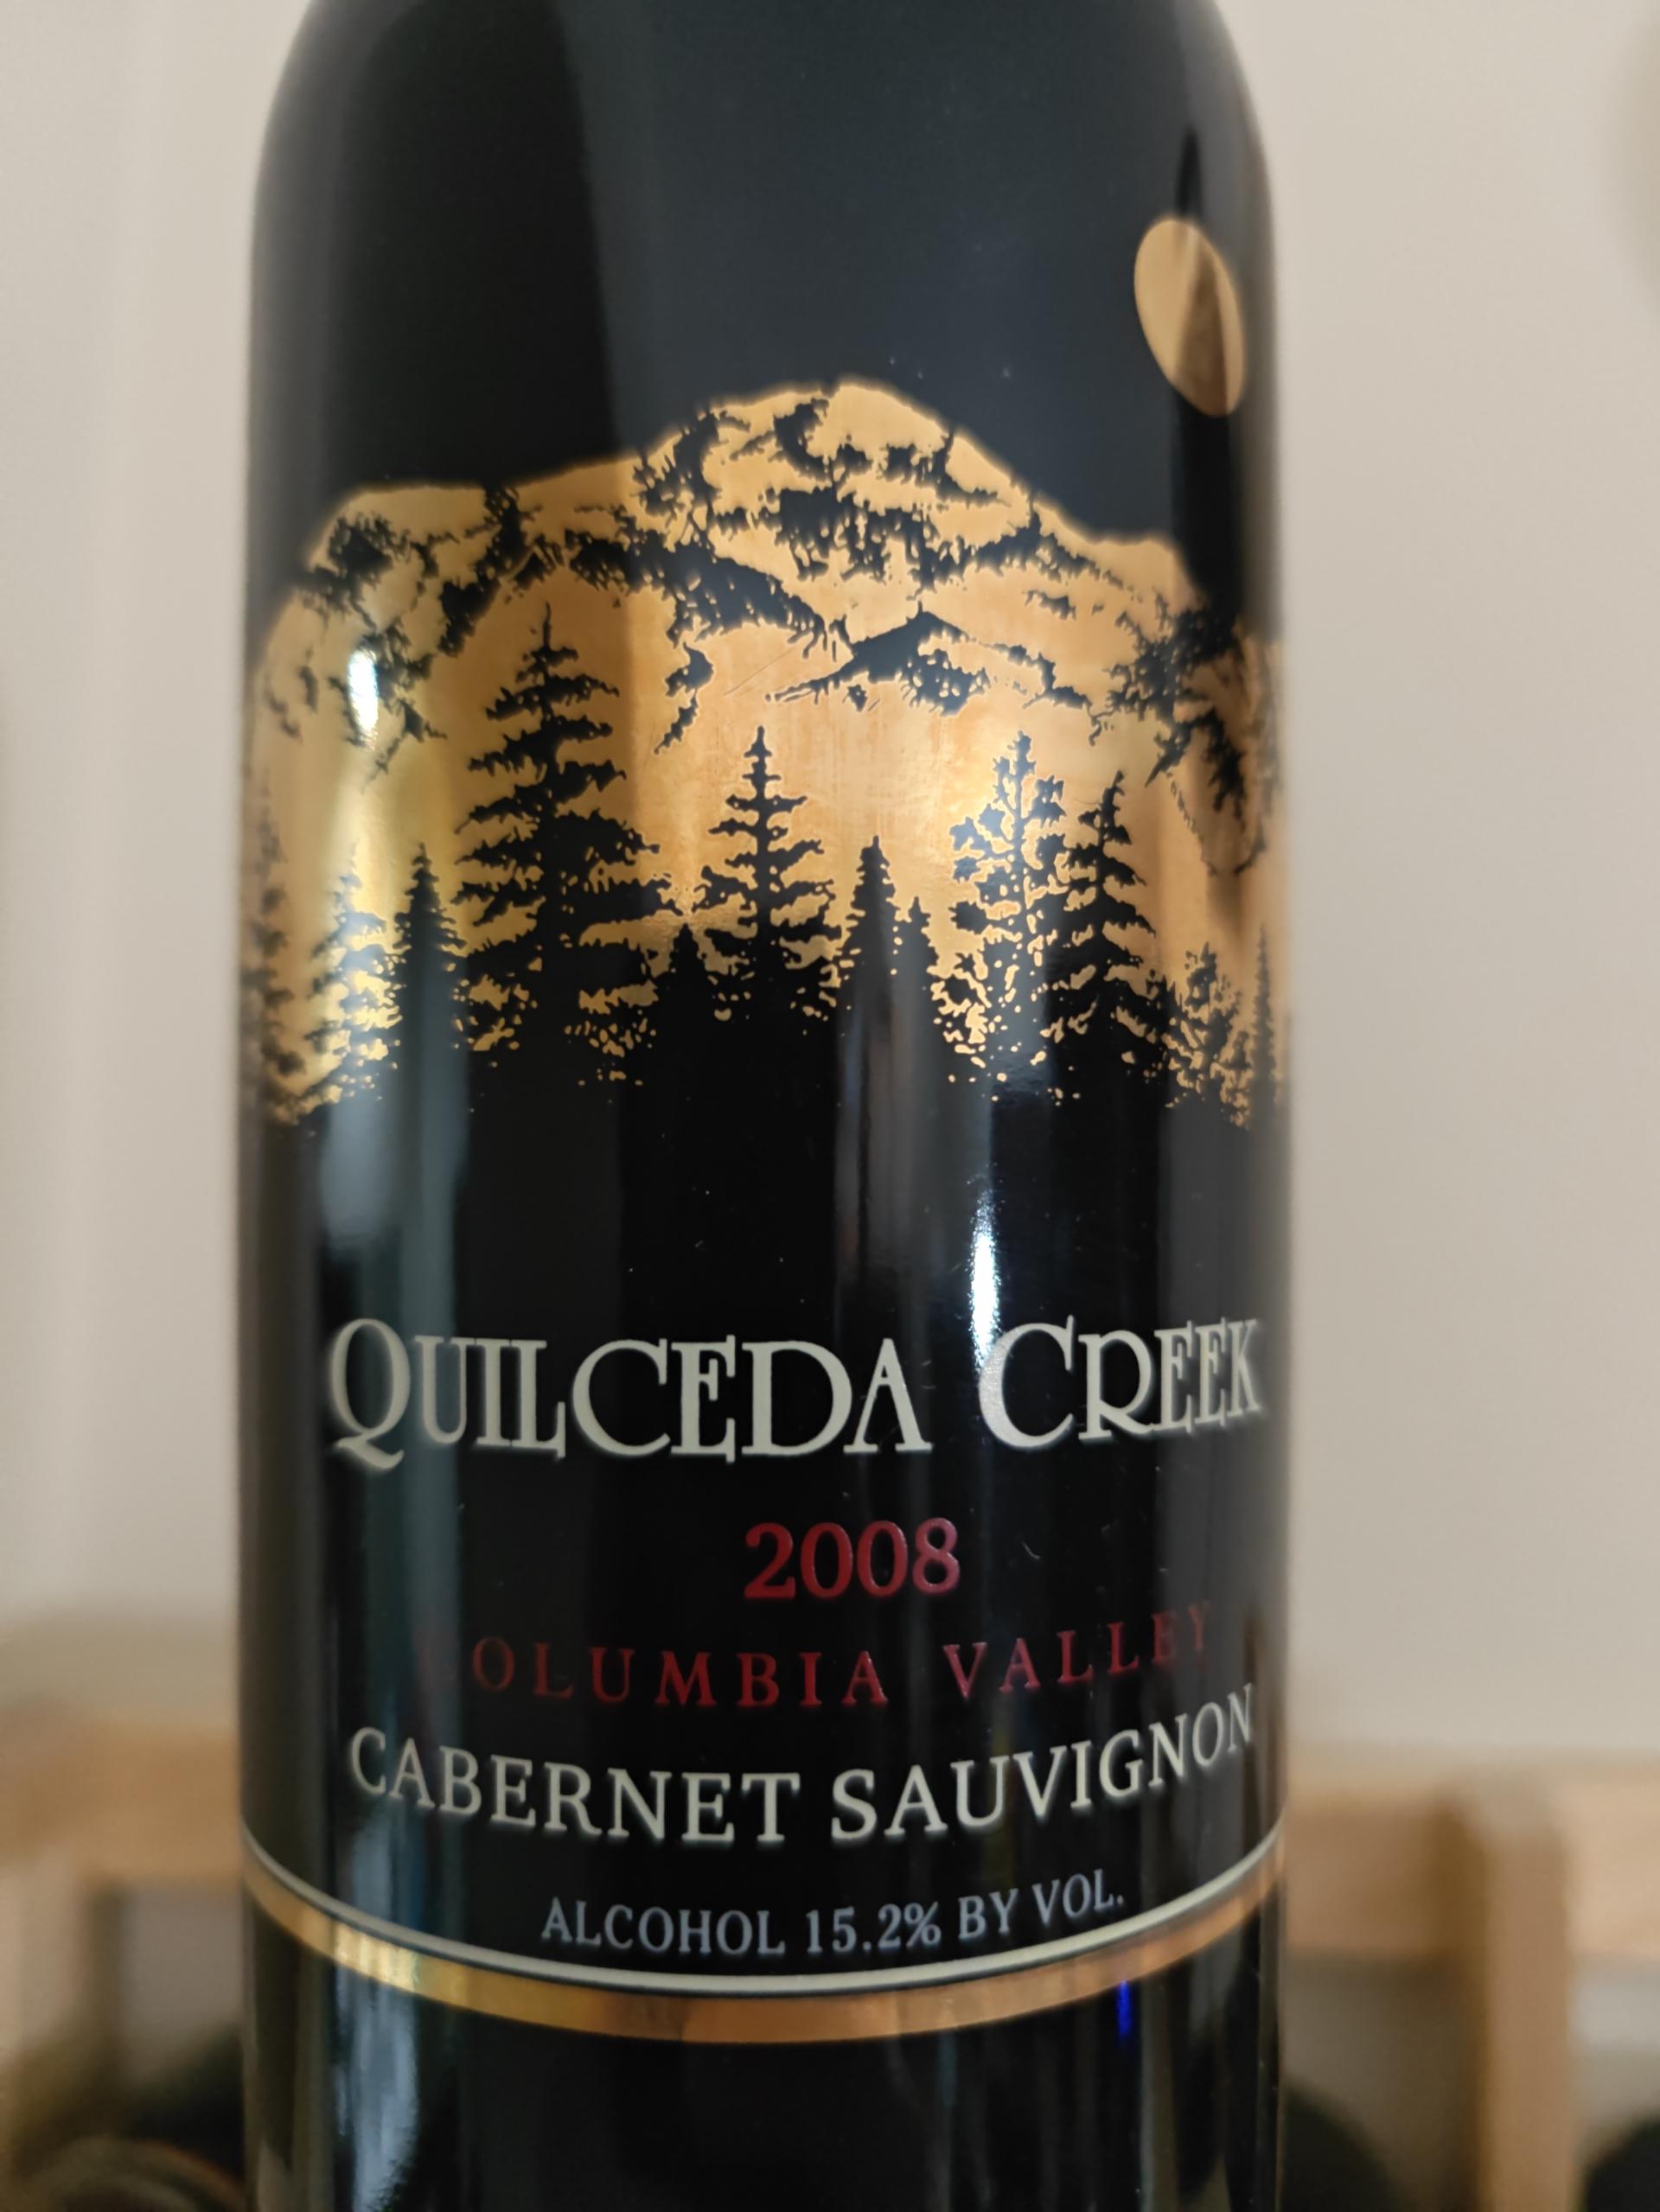 QUILCEDA CREEK
2008
COLUMBIA VALLEY
CABERNET SAUVIGNON
ALCOHOL 15.2% BY VOL.